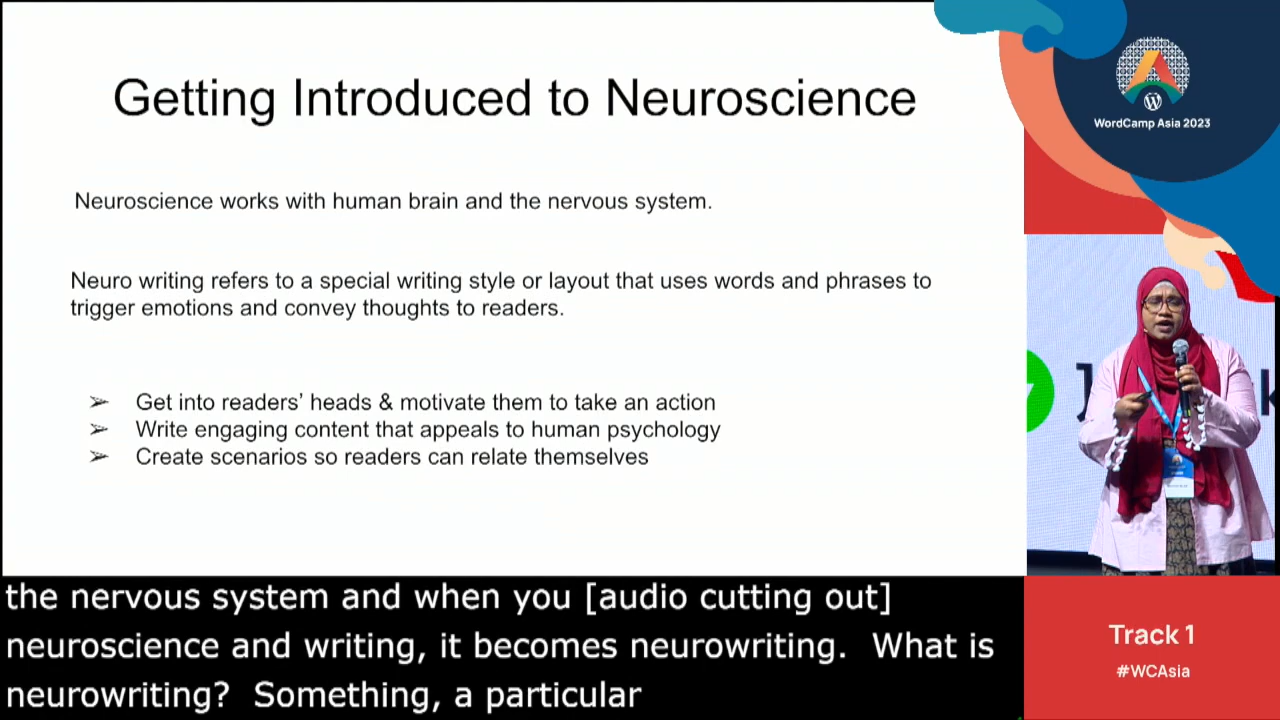 Getting Introduced to Neuroscience
Neuroscience works with human brain and the nervous system.
Neuro writing refers to a special writing style or layout that uses words and phrases to
trigger emotions and convey thoughts to readers.
➢ Get into readers’ heads & motivate them to take an action
➢ Write engaging content that appeals to human psychology
➢ Create scenarios so readers can relate themselves
WordCamp Asia 2023
the nervous system and when you [audio cutting out]
neuroscience and writing, it becomes neurowriting.  What is
neurowriting?  Something, a particular
Track 1
#WCAsia